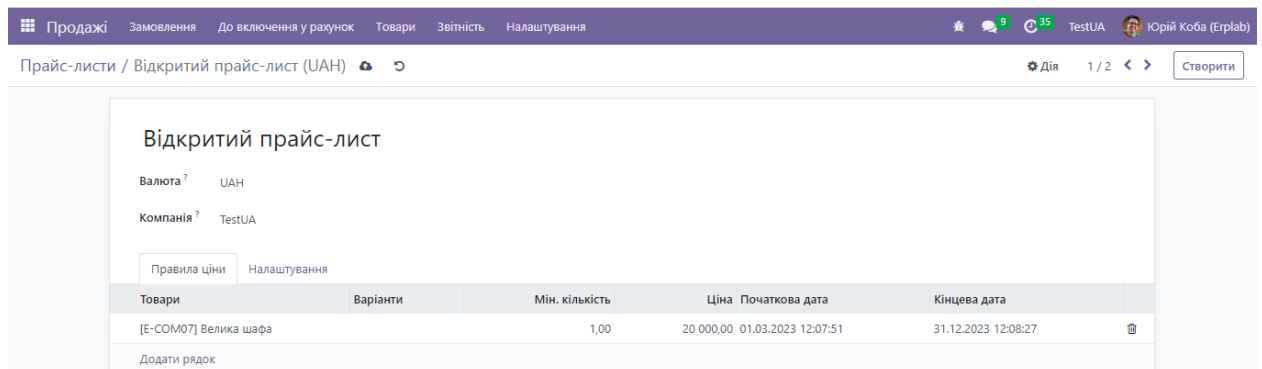 Продажі Замовлення До включення у рахунок Товари Звітність Налаштування 9 35 TestUA Юрій Коба (Erplab)
Прайс-листи / Відкритий прайс-лист (UAH) Дія 1 / 2 Створити
Відкритий прайс-лист
Валюта ? UAH
Компанія ? TestUA
Правила ціни Налаштування
Товари Варіанти Мін. кількість Ціна Початкова дата Кінцева дата
[E-COM07] Велика шафа 1,00 20 000,00 01.03.2023 12:07:51 31.12.2023 12:08:27
Додати рядок